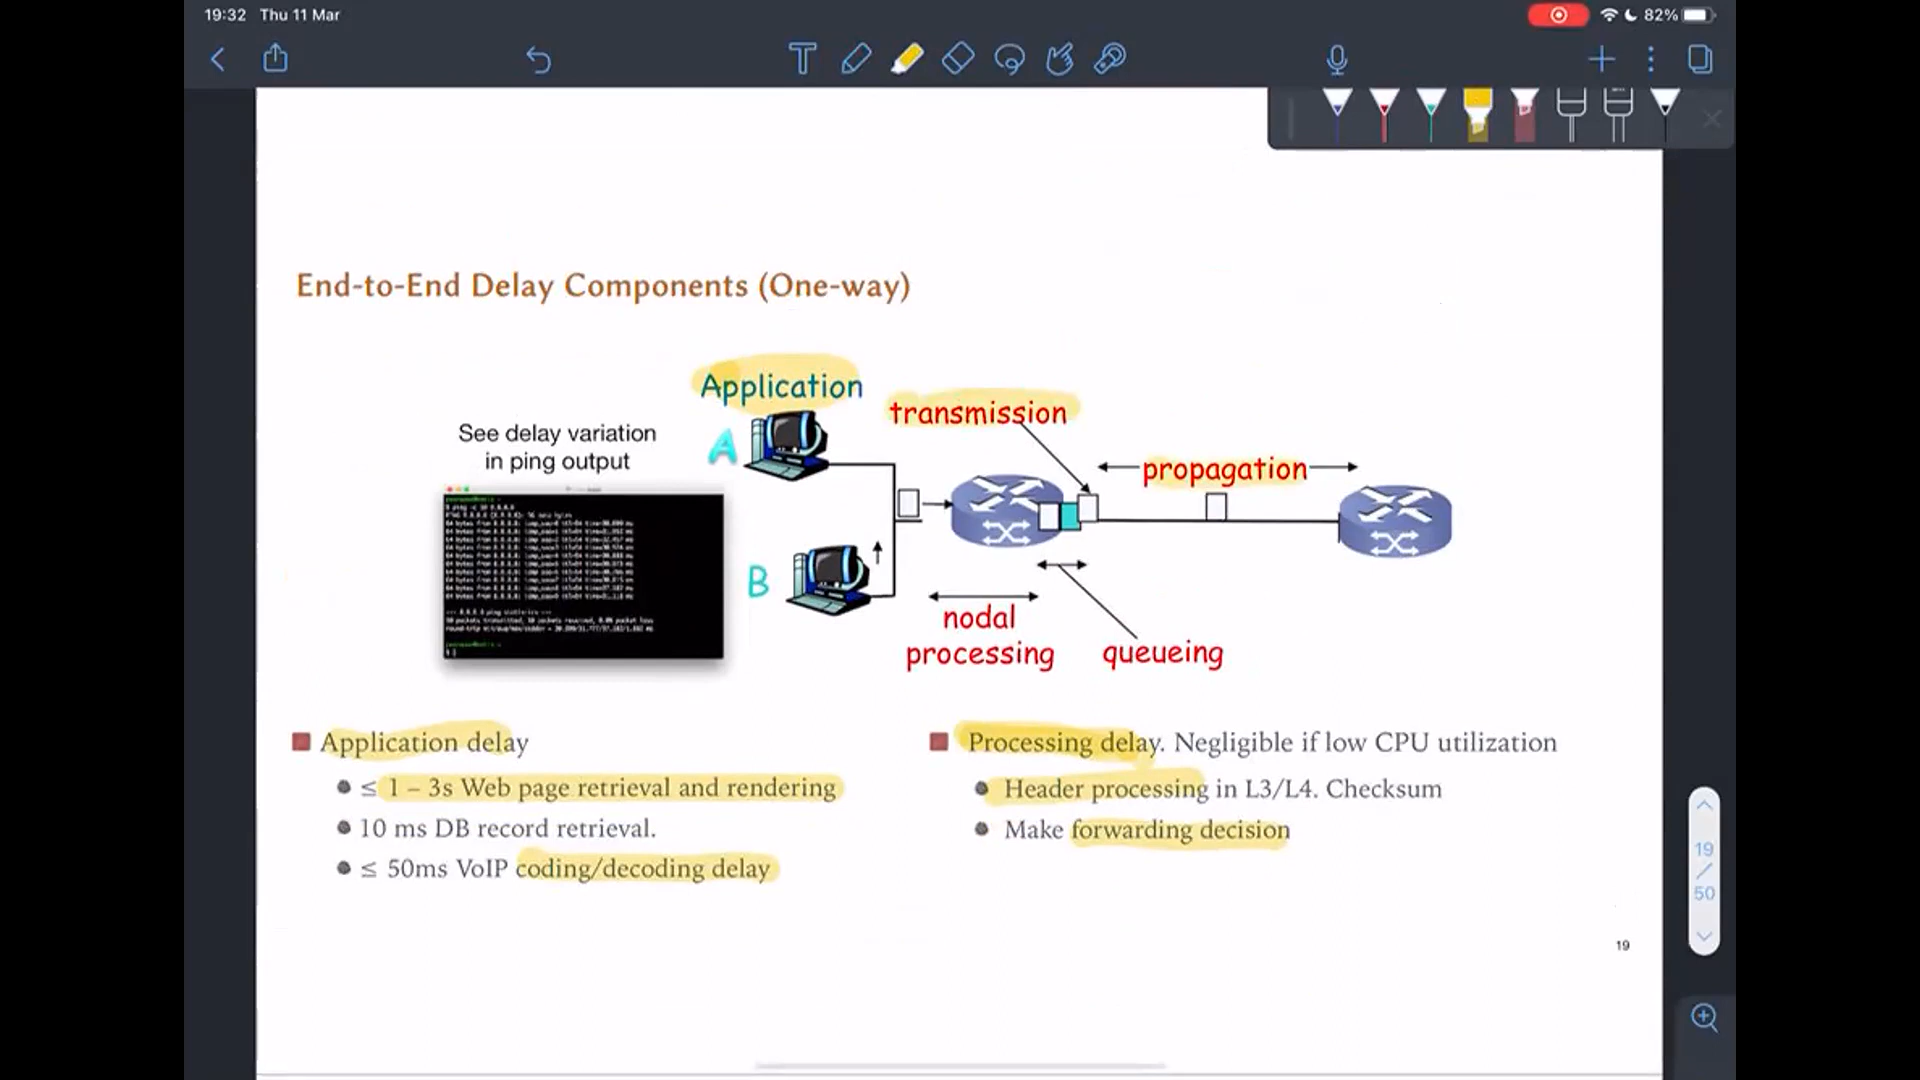 19:32 Thu 11 Mar
82%
End-to-End Delay Components (One-way)
Application
transmission
See delay variation
in ping output
A
propagation
B
nodal
processing
queueing
■ Application delay
● ≤ 1 – 3s Web page retrieval and rendering
● 10 ms DB record retrieval.
● ≤ 50ms VoIP coding/decoding delay
■ Processing delay. Negligible if low CPU utilization
● Header processing in L3/L4. Checksum
● Make forwarding decision
19
/
50
19